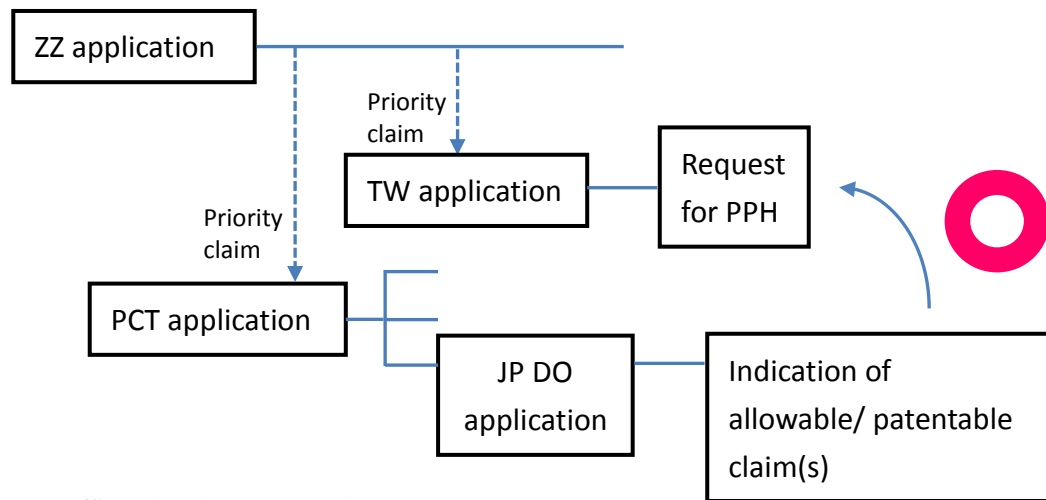 ZZ application
Priority
claim
TW application
Request
for PPH
Priority
claim
PCT application
JP DO
application
Indication of
allowable/ patentable
claim(s)